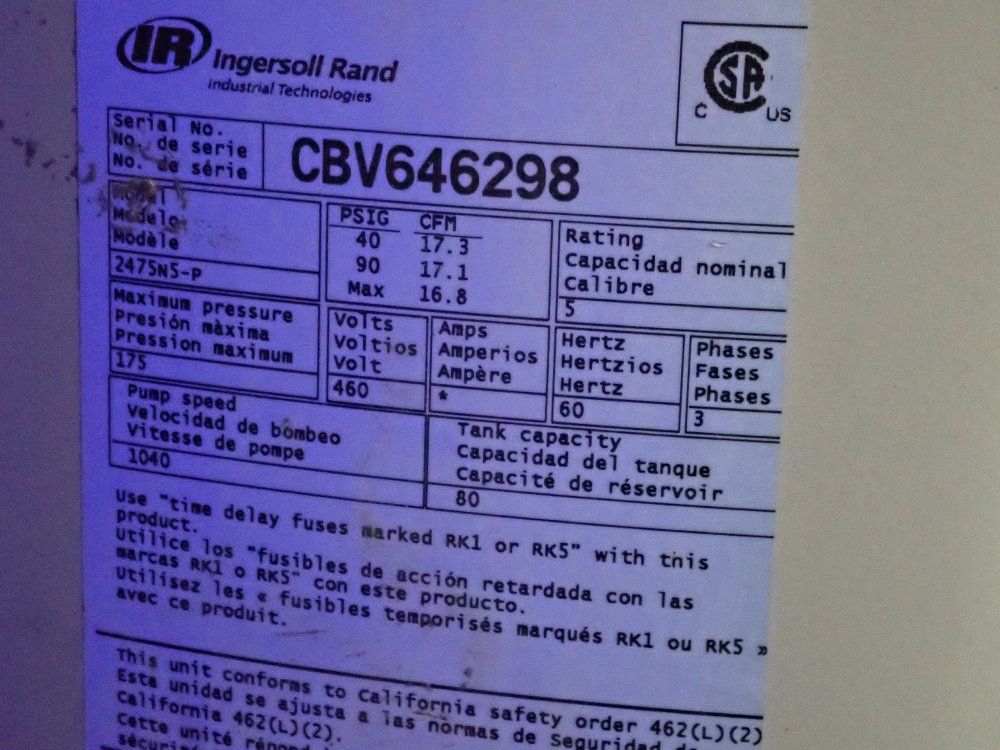 IR Ingersoll Rand
Industrial Technologies
C SA US
Serial No.
No. de serie
No. de série
CBV646298
Model
Modelo
Modèle
2475N5-P
PSIG CFM
40 17.3
90 17.1
Max 16.8
Rating
Capacidad nominal
Calibre
5
Maximum pressure
Presión màxima
Pression maximum
175
Volts
Voltios
Volt
460
Amps
Amperios
Ampère
*
Hertz
Hertzios
Hertz
60
Phases
Fases
Phases
3
Pump speed
Velocidad de bombeo
Vitesse de pompe
1040
Tank capacity
Capacidad del tanque
Capacité de réservoir
80
Use "time delay fuses marked RK1 or RK5" with this
product.
Utilice los "fusibles de acción retardada con las
marcas RK1 o RK5" con este producto.
Utilisez les « fusibles temporisés marqués RK1 ou RK5 »
avec ce produit.
This unit conforms to California safety order 462(L)(2)
Esta unidad se ajusta a las normas de Seguridad de
California 462(L)(2).
Cette unité répond